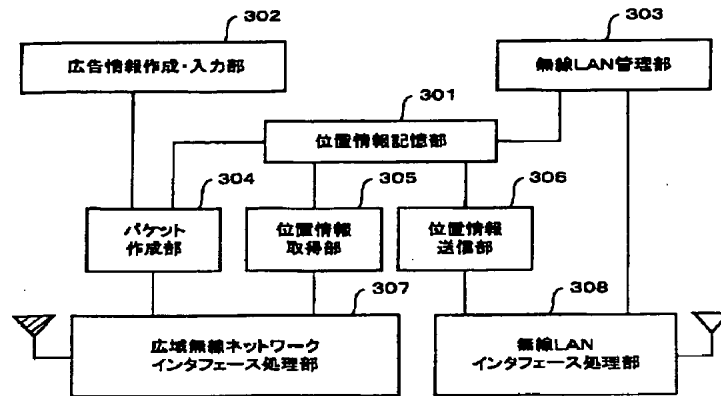 302
303
広告情報作成・入力部
無線LAN管理部
301
位置情報記憶部
304
305
306
パケット
作成部
位置情報
取得部
位置情報
送信部
307
308
広域無線ネットワーク
インタフェース処理部
無線LAN
インタフェース処理部